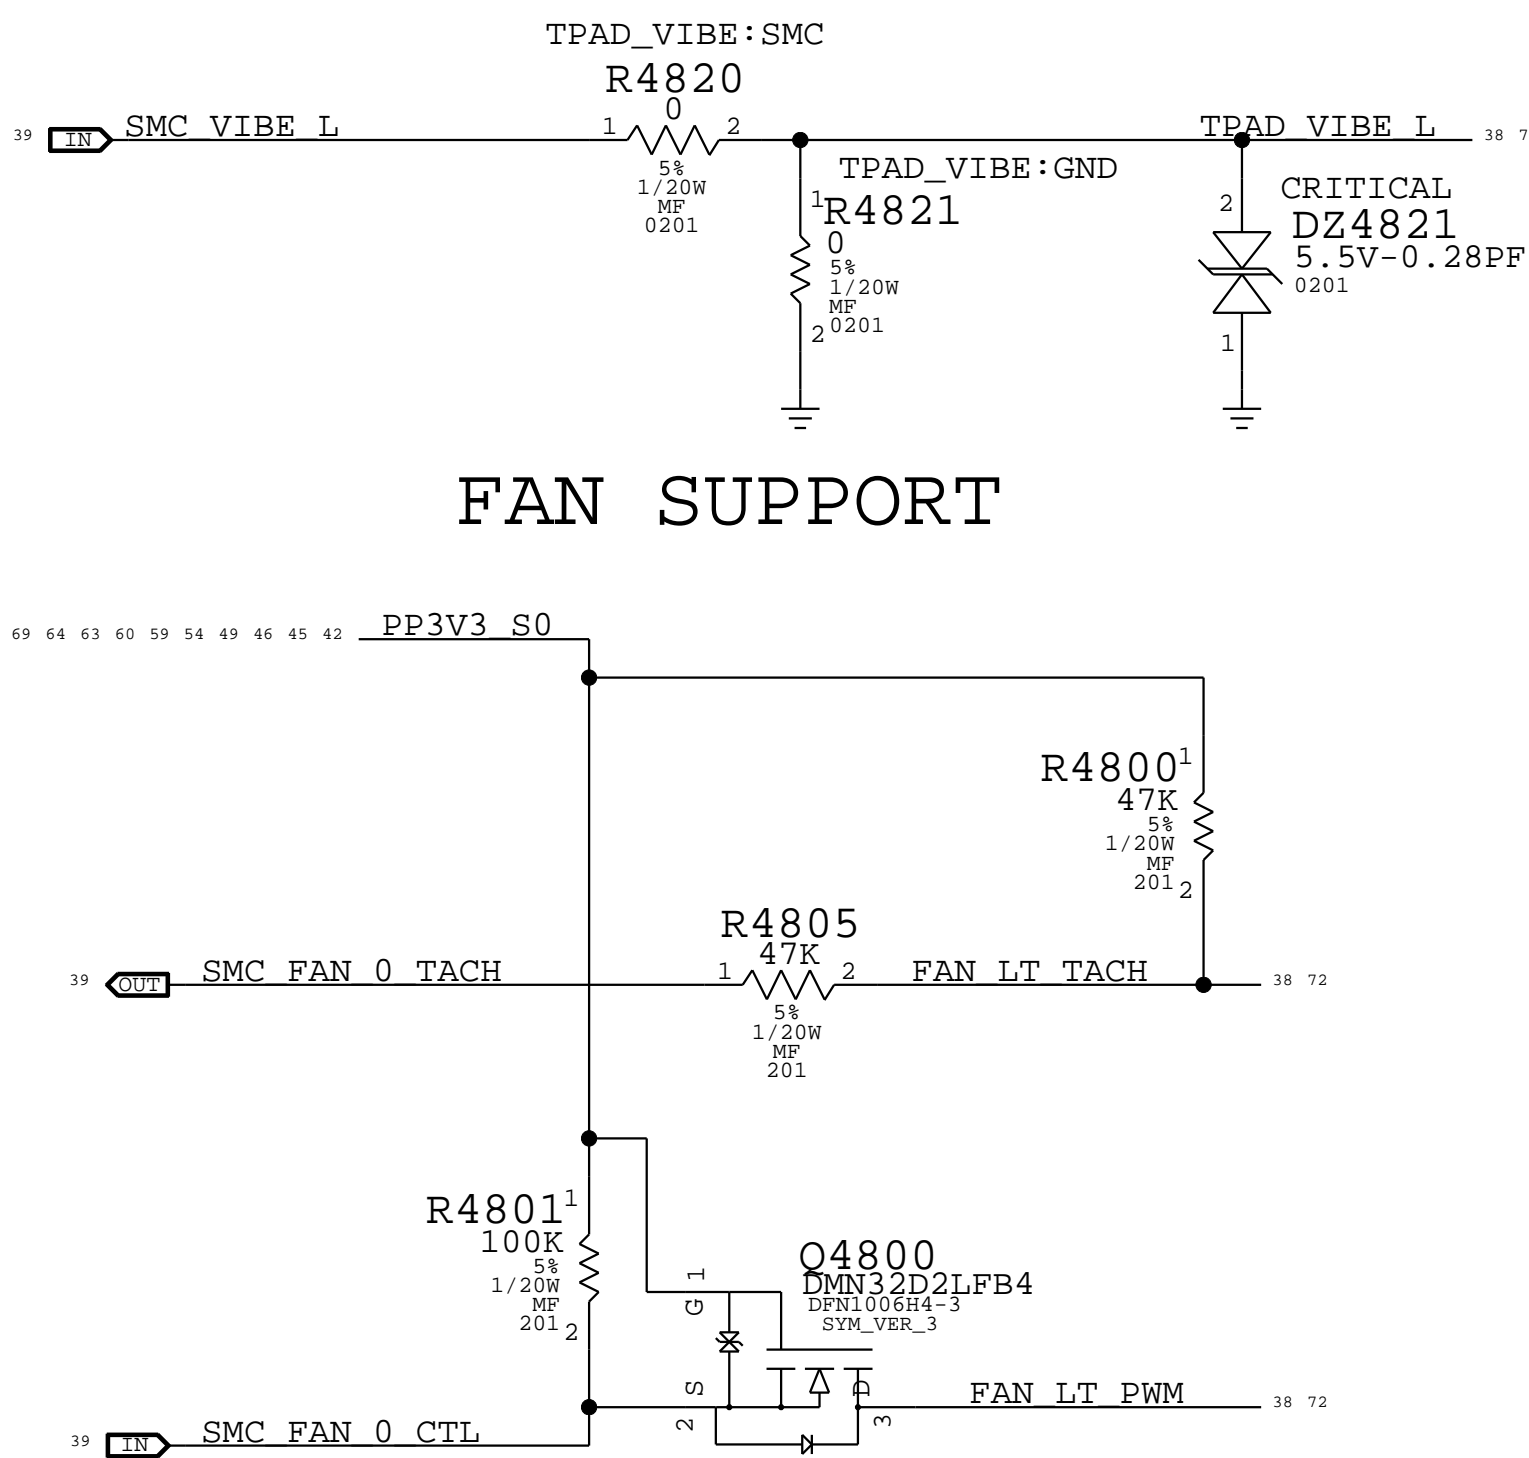 TPAD_VIBE:SMC
R4820
0
39 IN SMC_VIBE_L 1 2 TPAD_VIBE_L 38 7
5%
1/20W
MF
0201
TPAD_VIBE:GND
1 R4821
0
5%
1/20W
MF
0201
2
CRITICAL
2 DZ4821
5.5V-0.28PF
0201
1
FAN SUPPORT
69 64 63 60 59 54 49 46 45 42 PP3V3_S0
R4800 1
47K
5%
1/20W
MF
201 2
R4805
47K
39 OUT SMC_FAN_0_TACH 1 2 FAN_LT_TACH 38 72
5%
1/20W
MF
201
R4801 1
100K
5%
1/20W
MF
201 2
Q4800
DMN32D2LFB4
DFN1006H4-3
SYM_VER_3
G 1
S 2
D 3
FAN_LT_PWM 38 72
39 IN SMC_FAN_0_CTL